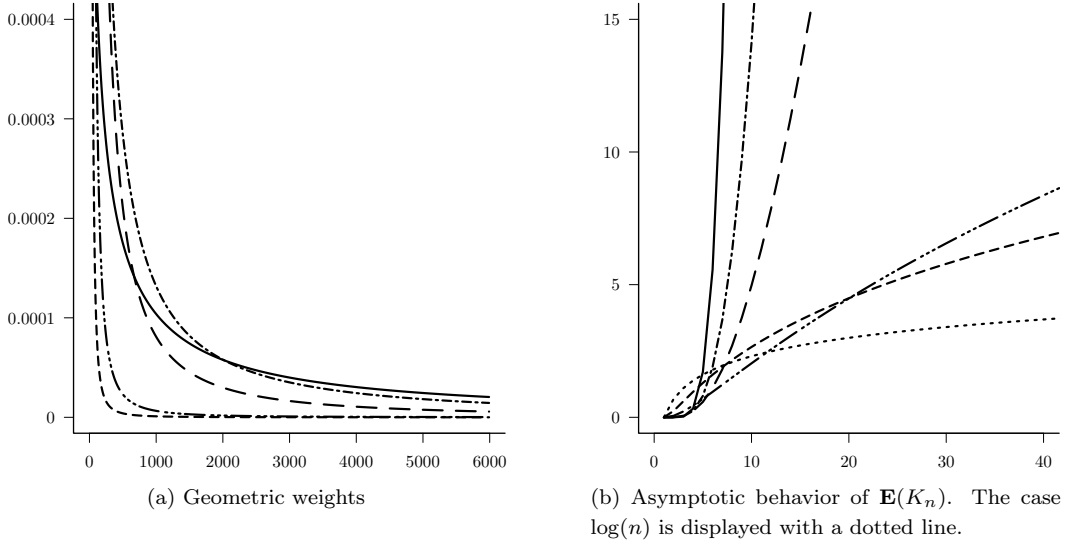 0.0004
0.0003
0.0002
0.0001
0
0 1000 2000 3000 4000 5000 6000
(a) Geometric weights
15
10
5
0
0 10 20 30 40
(b) Asymptotic behavior of E(Kn). The case
log(n) is displayed with a dotted line.